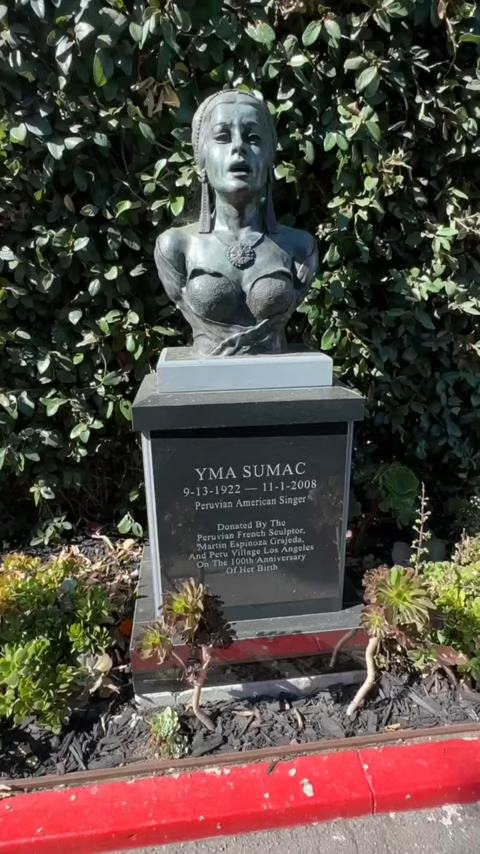 YMA SUMAC
9-13-1922 — 11-1-2008
Peruvian American Singer
Donated By The
Peruvian French Sculptor,
Martin Espinoza Grajeda,
And Peru Village Los Angeles
On The 100th Anniversary
Of Her Birth